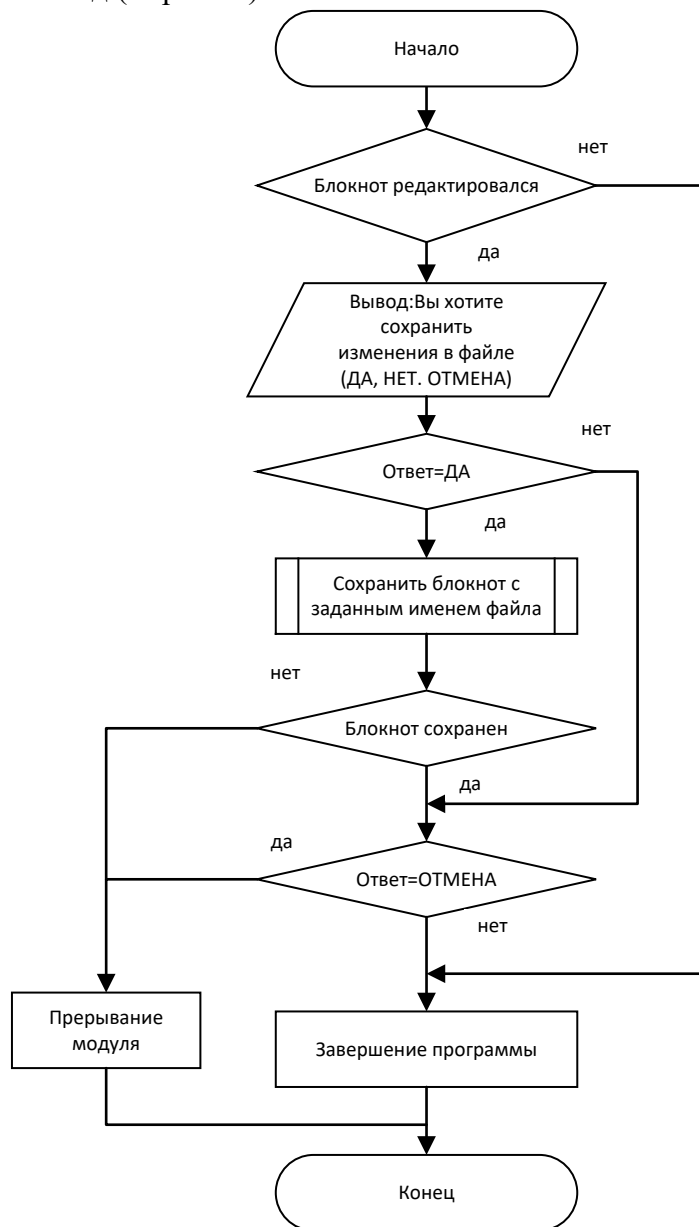 Начало
нет
Блокнот редактировался
да
Вывод:Вы хотите
сохранить
изменения в файле
(ДА, НЕТ. ОТМЕНА)
нет
Ответ=ДА
да
Сохранить блокнот с
заданным именем файла
нет
Блокнот сохранен
да
да
Ответ=ОТМЕНА
нет
Прерывание
модуля
Завершение программы
Конец